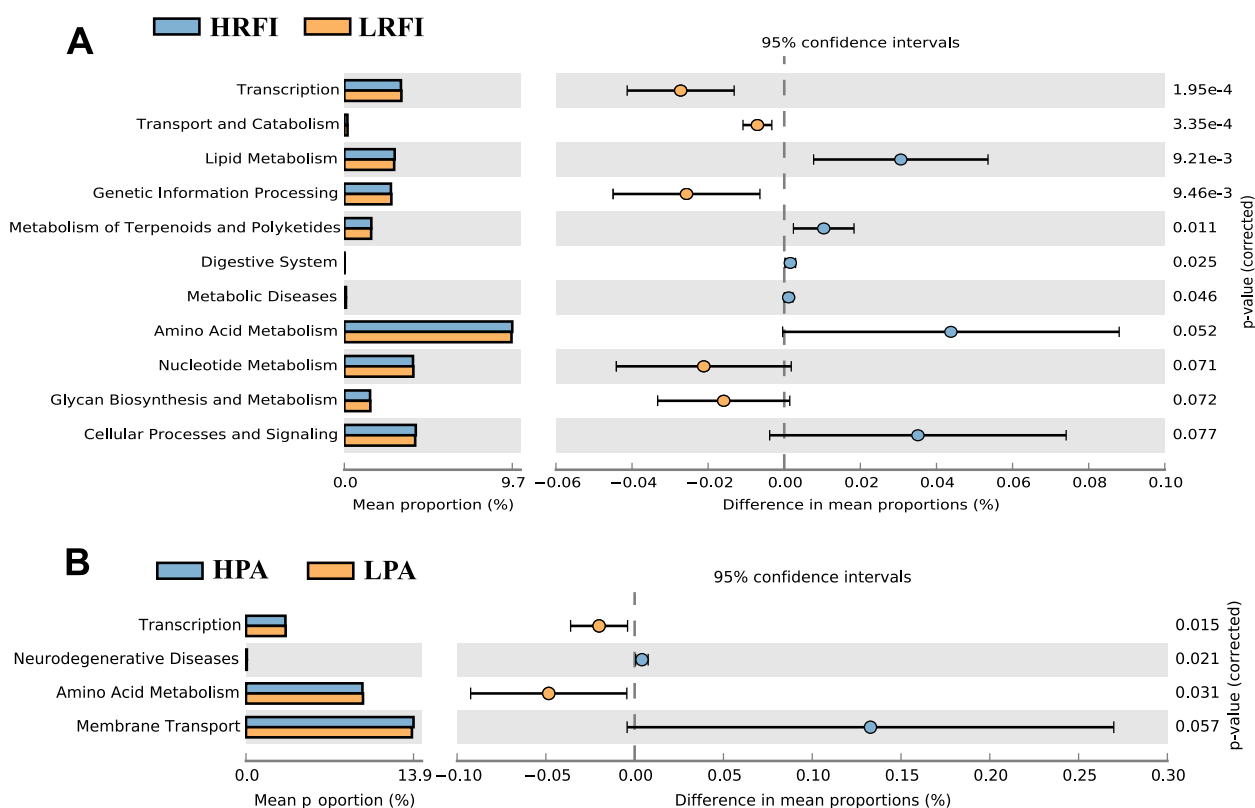 A
HRFI LRFI
95% confidence intervals
Transcription 1.95e-4
Transport and Catabolism 3.35e-4
Lipid Metabolism 9.21e-3
Genetic Information Processing 9.46e-3
Metabolism of Terpenoids and Polyketides 0.011
Digestive System 0.025
Metabolic Diseases 0.046
Amino Acid Metabolism 0.052
Nucleotide Metabolism 0.071
Glycan Biosynthesis and Metabolism 0.072
Cellular Processes and Signaling 0.077
p-value (corrected)
0.0 9.7 −0.06 −0.04 −0.02 0.00 0.02 0.04 0.06 0.08 0.10
Mean proportion (%) Difference in mean proportions (%)
B
HPA LPA
95% confidence intervals
Transcription 0.015
Neurodegenerative Diseases 0.021
Amino Acid Metabolism 0.031
Membrane Transport 0.057
p-value (corrected)
0.0 13.9 −0.10 −0.05 0.00 0.05 0.10 0.15 0.20 0.25 0.30
Mean p oportion (%) Difference in mean proportions (%)